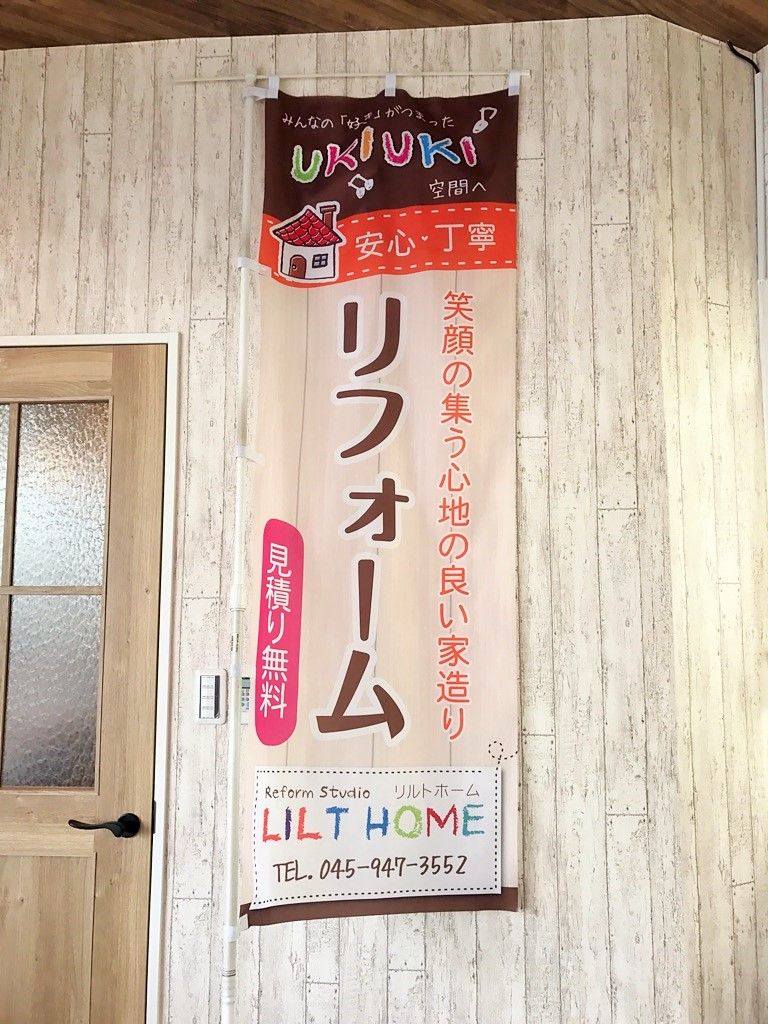 みんなの「好き」がつまった
UKIUKI
空間へ
安心・丁寧
笑顔の集う心地の良い家造り
リフォーム
見積り無料
Reform Studio リルトホーム
LILT HOME
TEL. 045-947-3552